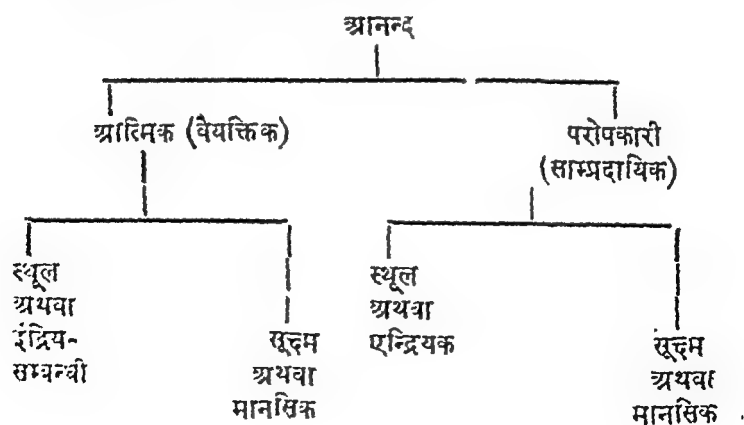 आनन्द
आत्मिक (वैयक्तिक)
परोपकारी
(साम्प्रदायिक)
स्थूल
अथवा
इंद्रिय-
सम्बन्धी
सूक्ष्म
अथवा
मानसिक
स्थूल
अथवा
एन्द्रियक
सूक्ष्म
अथवा
मानसिक